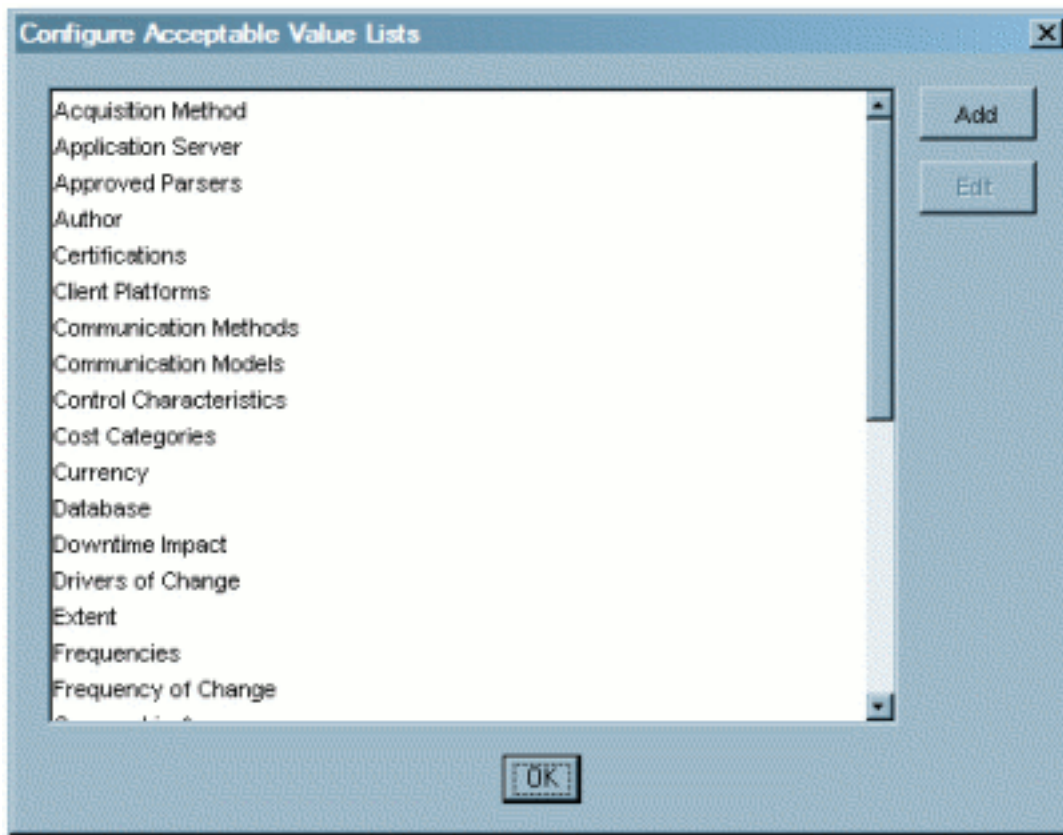 Configure Acceptable Value Lists
Acquisition Method
Add
Application Server
Approved Parsers
Edit
Author
Certifications
Client Platforms
Communication Methods
Communication Models
Control Characteristics
Cost Categories
Currency
Database
Downtime Impact
Drivers of Change
Extent
Frequencies
Frequency of Change
OK